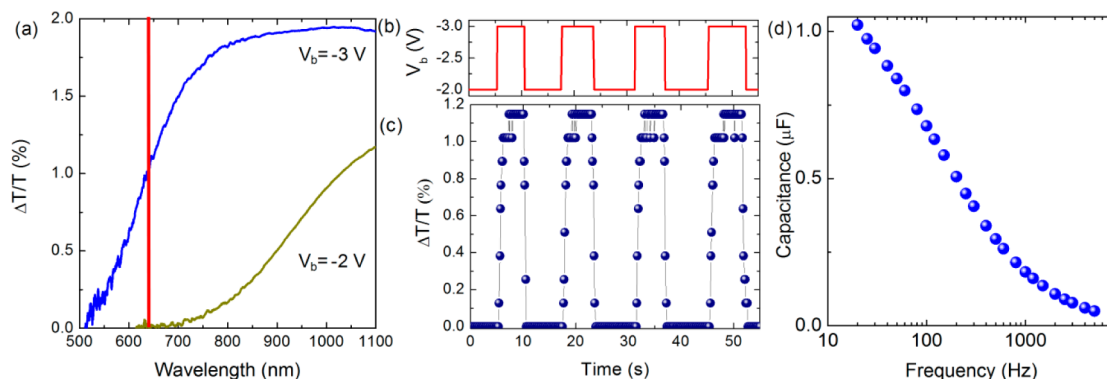 (a)
ΔT/T (%)
2.0
1.5
1.0
0.5
0.0
V_b= -3 V
V_b= -2 V
500 600 700 800 900 1000 1100
Wavelength (nm)
(b)
V_b (V)
-3.0
-2.5
-2.0
(c)
ΔT/T (%)
1.2
1.0
0.8
0.6
0.4
0.2
0.0
0 10 20 30 40 50
Time (s)
(d)
Capacitance (μF)
1.0
0.5
0.0
10 100 1000
Frequency (Hz)